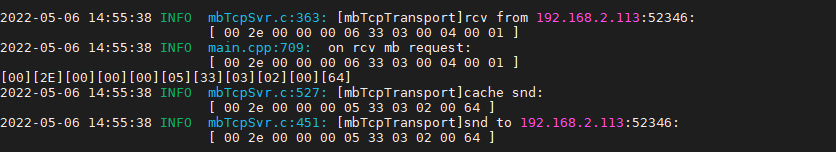 2022-05-06 14:55:38 INFO  mbTcpSvr.c:363: [mbTcpTransport]rcv from 192.168.2.113:52346:
[ 00 2e 00 00 00 06 33 03 00 04 00 01 ]
2022-05-06 14:55:38 INFO  main.cpp:709:  on rcv mb request:
[ 00 2e 00 00 00 06 33 03 00 04 00 01 ]
[00][2E][00][00][00][05][33][03][02][00][64]
2022-05-06 14:55:38 INFO  mbTcpSvr.c:527: [mbTcpTransport]cache snd:
[ 00 2e 00 00 00 05 33 03 02 00 64 ]
2022-05-06 14:55:38 INFO  mbTcpSvr.c:451: [mbTcpTransport]snd to 192.168.2.113:52346:
[ 00 2e 00 00 00 05 33 03 02 00 64 ]